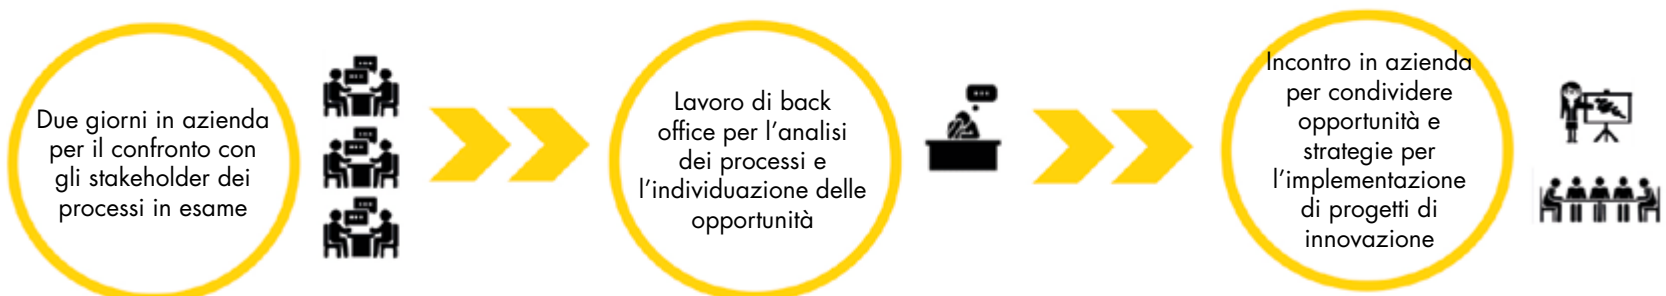 Due giorni in azienda
per il confronto con
gli stakeholder dei
processi in esame
Lavoro di back
office per l’analisi
dei processi e
l’individuazione delle
opportunità
Incontro in azienda
per condividere
opportunità e
strategie per
l’implementazione
di progetti di
innovazione